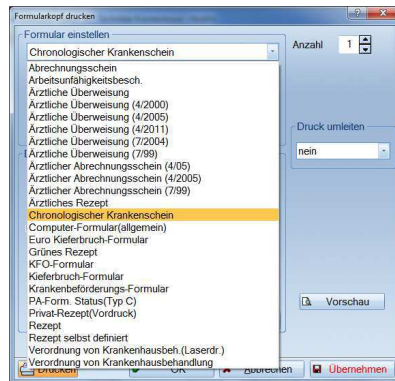 Formularkopf drucken
Formular einstellen
Chronologischer Krankenschein
Anzahl 1
Abrechnungsschein
Arbeitsunfähigkeitsbesch.
Ärztliche Überweisung
Ärztliche Überweisung (4/2000)
Ärztliche Überweisung (4/2005)
Ärztliche Überweisung (4/2011)
Ärztliche Überweisung (7/2004)
Ärztliche Überweisung (7/99)
Ärztlicher Abrechnungsschein (4/05)
Ärztlicher Abrechnungsschein (4/2005)
Ärztlicher Abrechnungsschein (7/99)
Ärztliches Rezept
Chronologischer Krankenschein
Computer-Formular(allgemein)
Euro Kieferbruch-Formular
Grünes Rezept
KFO-Formular
Kieferbruch-Formular
Krankenbeförderungs-Formular
PA-Form. Status(Typ C)
Privat-Rezept(Vordruck)
Rezept
Rezept selbst definiert
Verordnung von Krankenhausbeh.(Laserdr.)
Verordnung von Krankenhausbehandlung
Druck umleiten
nein
Vorschau
Drucken
OK
Abbrechen
Übernehmen